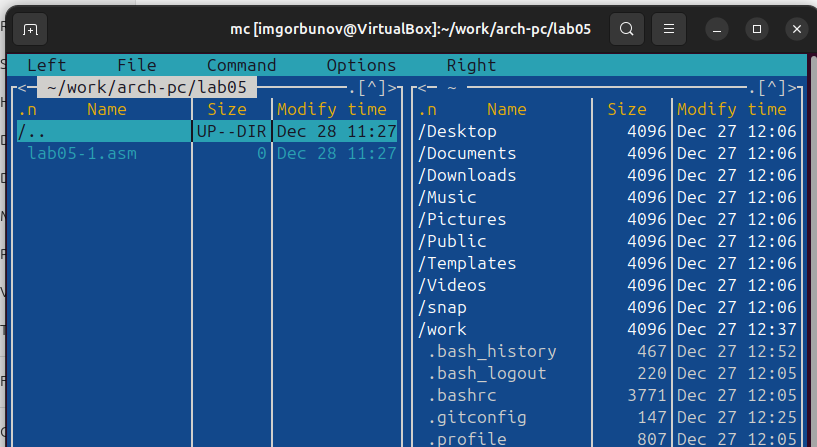 mc [imgorbunov@VirtualBox]:~/work/arch-pc/lab05
Left File Command Options Right
<— ~/work/arch-pc/lab05 —.[^]>
.n Name Size Modify time
/.. UP--DIR Dec 28 11:27
lab05-1.asm 0 Dec 28 11:27
<— ~ —.[^]>
.n Name Size Modify time
/Desktop 4096 Dec 27 12:06
/Documents 4096 Dec 27 12:06
/Downloads 4096 Dec 27 12:06
/Music 4096 Dec 27 12:06
/Pictures 4096 Dec 27 12:06
/Public 4096 Dec 27 12:06
/Templates 4096 Dec 27 12:06
/Videos 4096 Dec 27 12:06
/snap 4096 Dec 27 12:06
/work 4096 Dec 27 12:37
.bash_history 467 Dec 27 12:52
.bash_logout 220 Dec 27 12:05
.bashrc 3771 Dec 27 12:05
.gitconfig 147 Dec 27 12:25
.profile 807 Dec 27 12:05